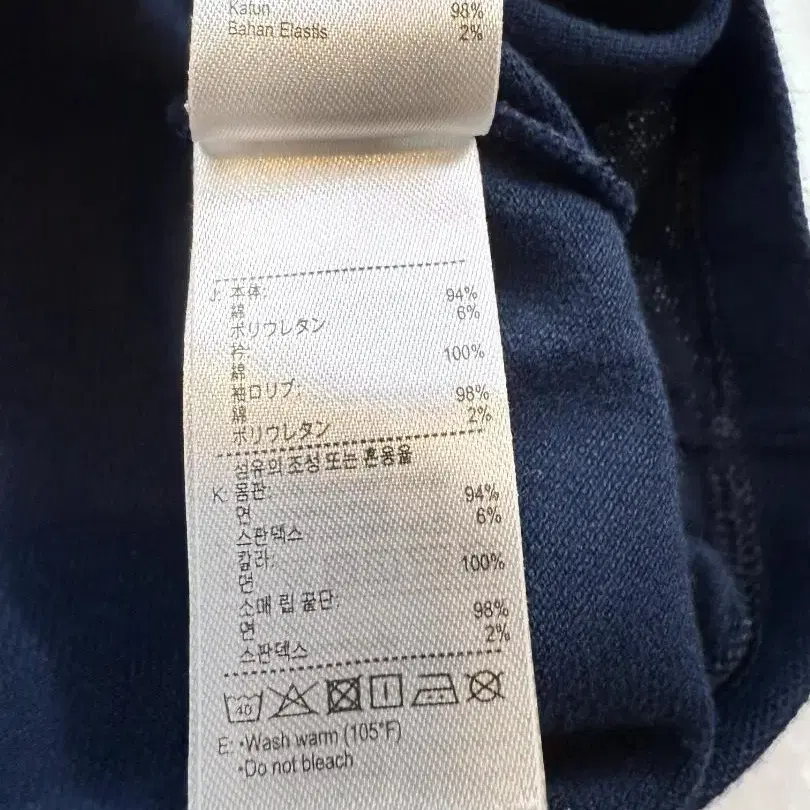 Katun 98%
Bahan Elastis 2%
J: 本体:
綿 94%
ポリウレタン 6%
衿
綿 100%
袖口リブ:
綿 98%
ポリウレタン 2%
섬유의 조성 또는 혼용율
K: 몸판:
면 94%
스판덱스 6%
칼라:
면 100%
소매 립 끝단:
면 98%
스판덱스 2%
40
E: •Wash warm (105°F)
•Do not bleach